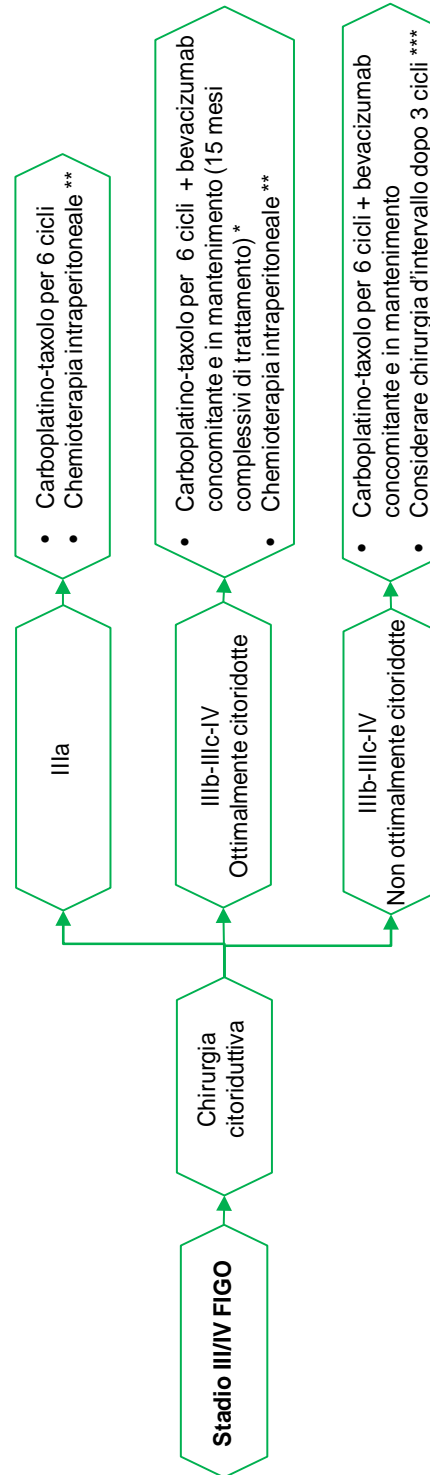 Stadio III/IV FIGO
Chirurgia
citoriduttiva
IIIa
• Carboplatino-taxolo per 6 cicli
• Chemioterapia intraperitoneale **
IIIb-IIIc-IV
Ottimalmente citoridotte
• Carboplatino-taxolo per 6 cicli + bevacizumab
concomitante e in mantenimento (15 mesi
complessivi di trattamento) *
• Chemioterapia intraperitoneale **
IIIb-IIIc-IV
Non ottimalmente citoridotte
• Carboplatino-taxolo per 6 cicli + bevacizumab
concomitante e in mantenimento
• Considerare chirurgia d'intervallo dopo 3 cicli ***